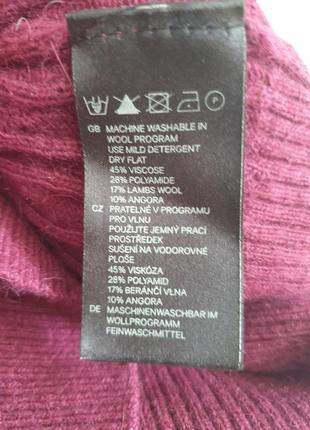 GB MACHINE WASHABLE IN
WOOL PROGRAM
USE MILD DETERGENT
DRY FLAT
45% VISCOSE
28% POLYAMIDE
17% LAMBS WOOL
10% ANGORA
CZ PRATELNÉ V PROGRAMU
PRO VLNU
POUŽIJTE JEMNÝ PRACÍ
PROSTŘEDEK
SUŠENÍ NA VODOROVNÉ
PLOŠE
45% VISKÓZA
28% POLYAMID
17% BERÁNČÍ VLNA
10% ANGORA
DE MASCHINENWASCHBAR IM
WOLLPROGRAMM
FEINWASCHMITTEL